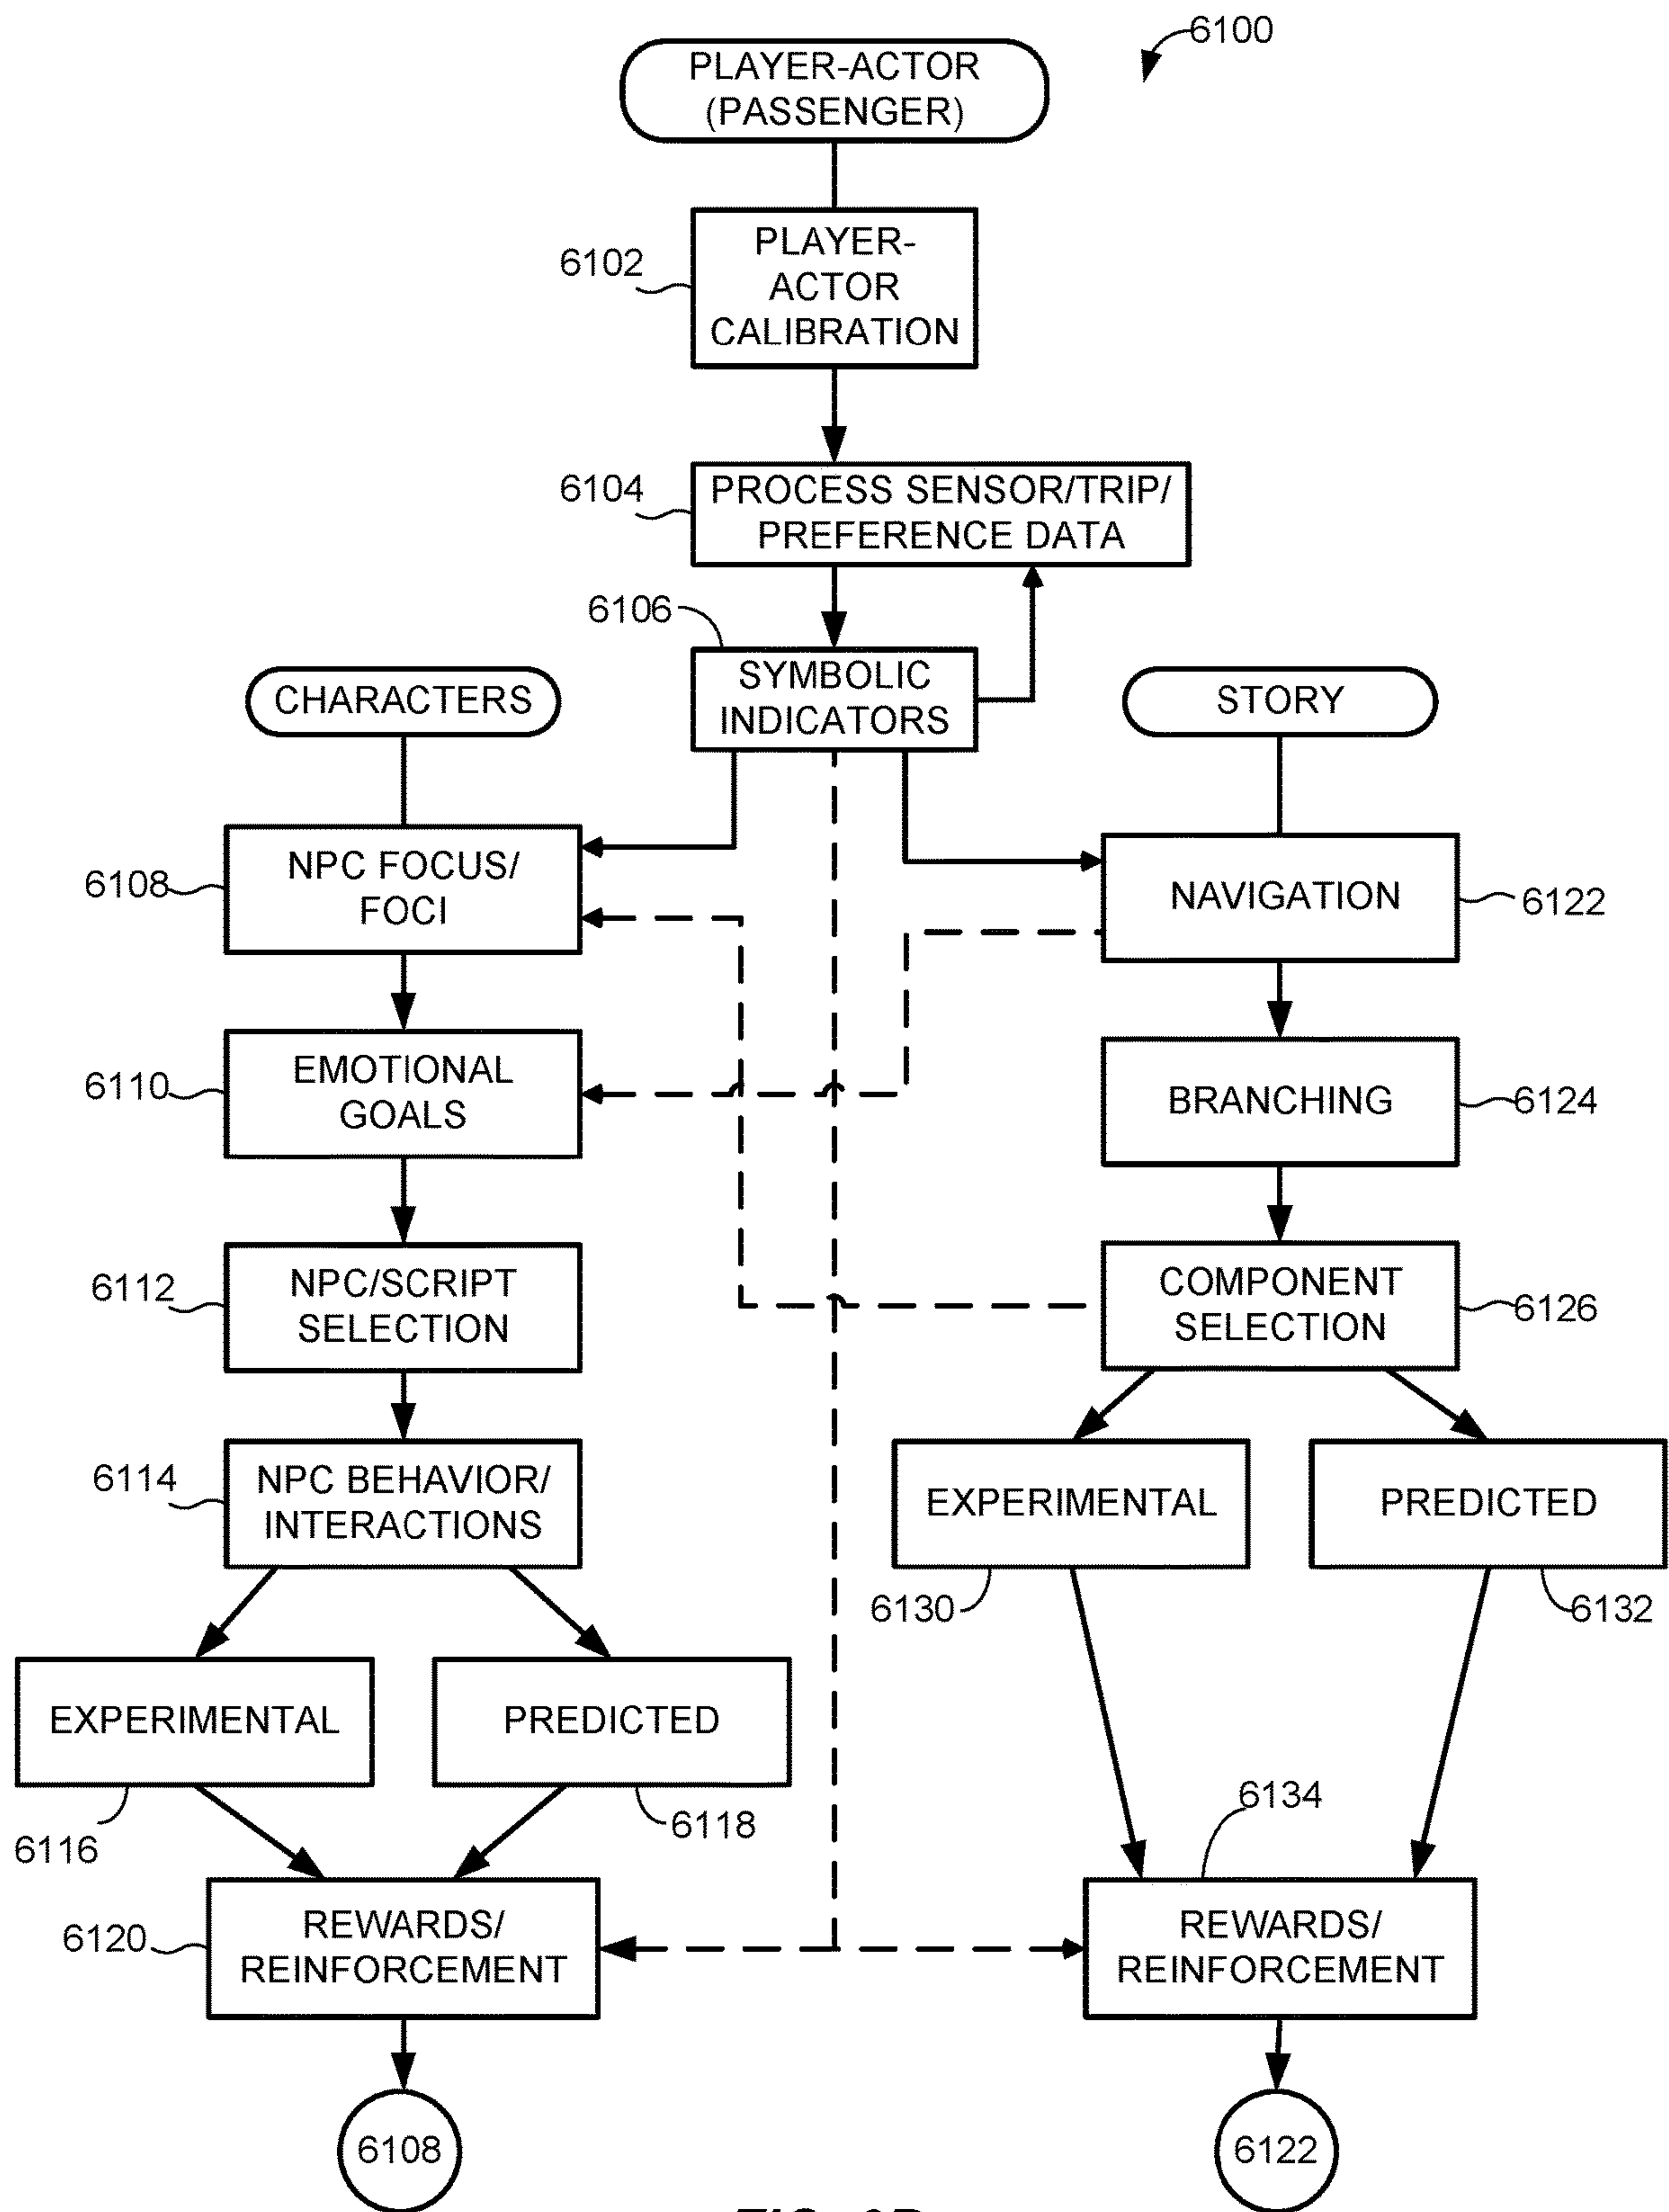 6100
PLAYER-ACTOR
(PASSENGER)
6102
PLAYER-
ACTOR
CALIBRATION
6104
PROCESS SENSOR/TRIP/
PREFERENCE DATA
6106
SYMBOLIC
INDICATORS
CHARACTERS
STORY
6108
NPC FOCUS/
FOCI
NAVIGATION
6122
6110
EMOTIONAL
GOALS
BRANCHING
6124
6112
NPC/SCRIPT
SELECTION
COMPONENT
SELECTION
6126
6114
NPC BEHAVIOR/
INTERACTIONS
EXPERIMENTAL
PREDICTED
6130
6132
EXPERIMENTAL
PREDICTED
6116
6118
6134
6120
REWARDS/
REINFORCEMENT
REWARDS/
REINFORCEMENT
6108
6122